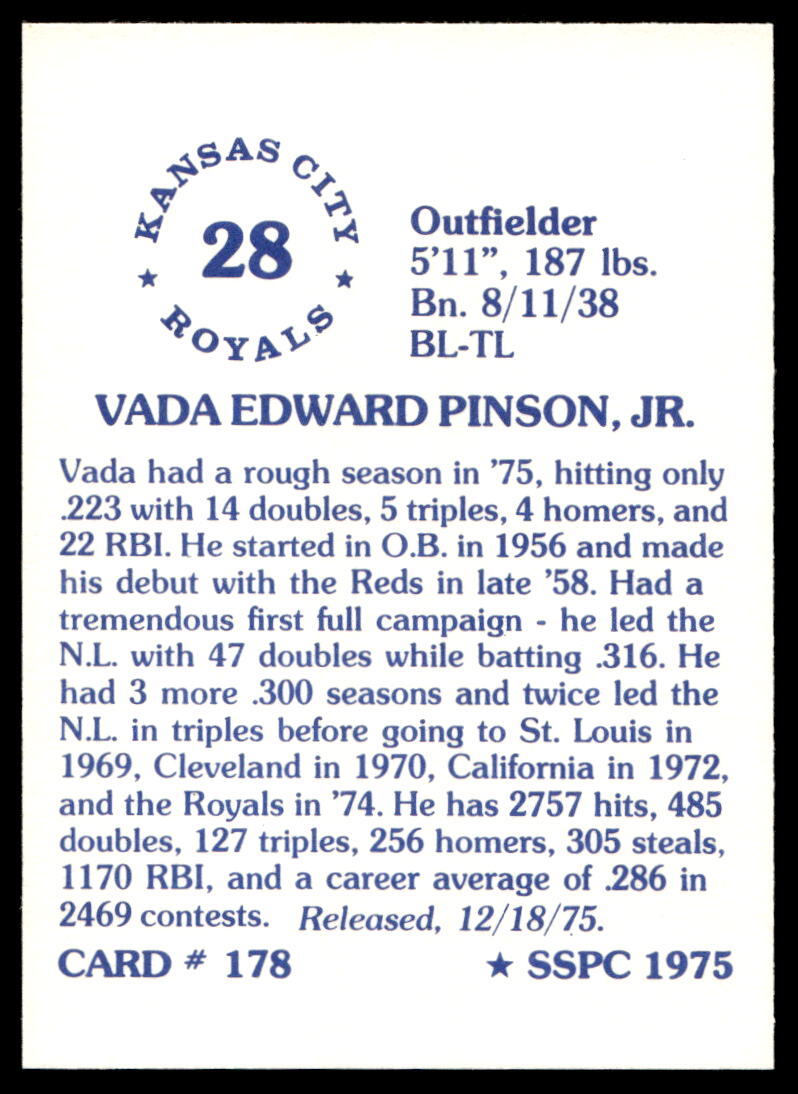 KANSAS CITY
28
★ ★
ROYALS
Outfielder
5'11”, 187 lbs.
Bn. 8/11/38
BL-TL
VADA EDWARD PINSON, JR.
Vada had a rough season in ’75, hitting only
.223 with 14 doubles, 5 triples, 4 homers, and
22 RBI. He started in O.B. in 1956 and made
his debut with the Reds in late ’58. Had a
tremendous first full campaign - he led the
N.L. with 47 doubles while batting .316. He
had 3 more .300 seasons and twice led the
N.L. in triples before going to St. Louis in
1969, Cleveland in 1970, California in 1972,
and the Royals in ’74. He has 2757 hits, 485
doubles, 127 triples, 256 homers, 305 steals,
1170 RBI, and a career average of .286 in
2469 contests. Released, 12/18/75.
CARD # 178 ★ SSPC 1975